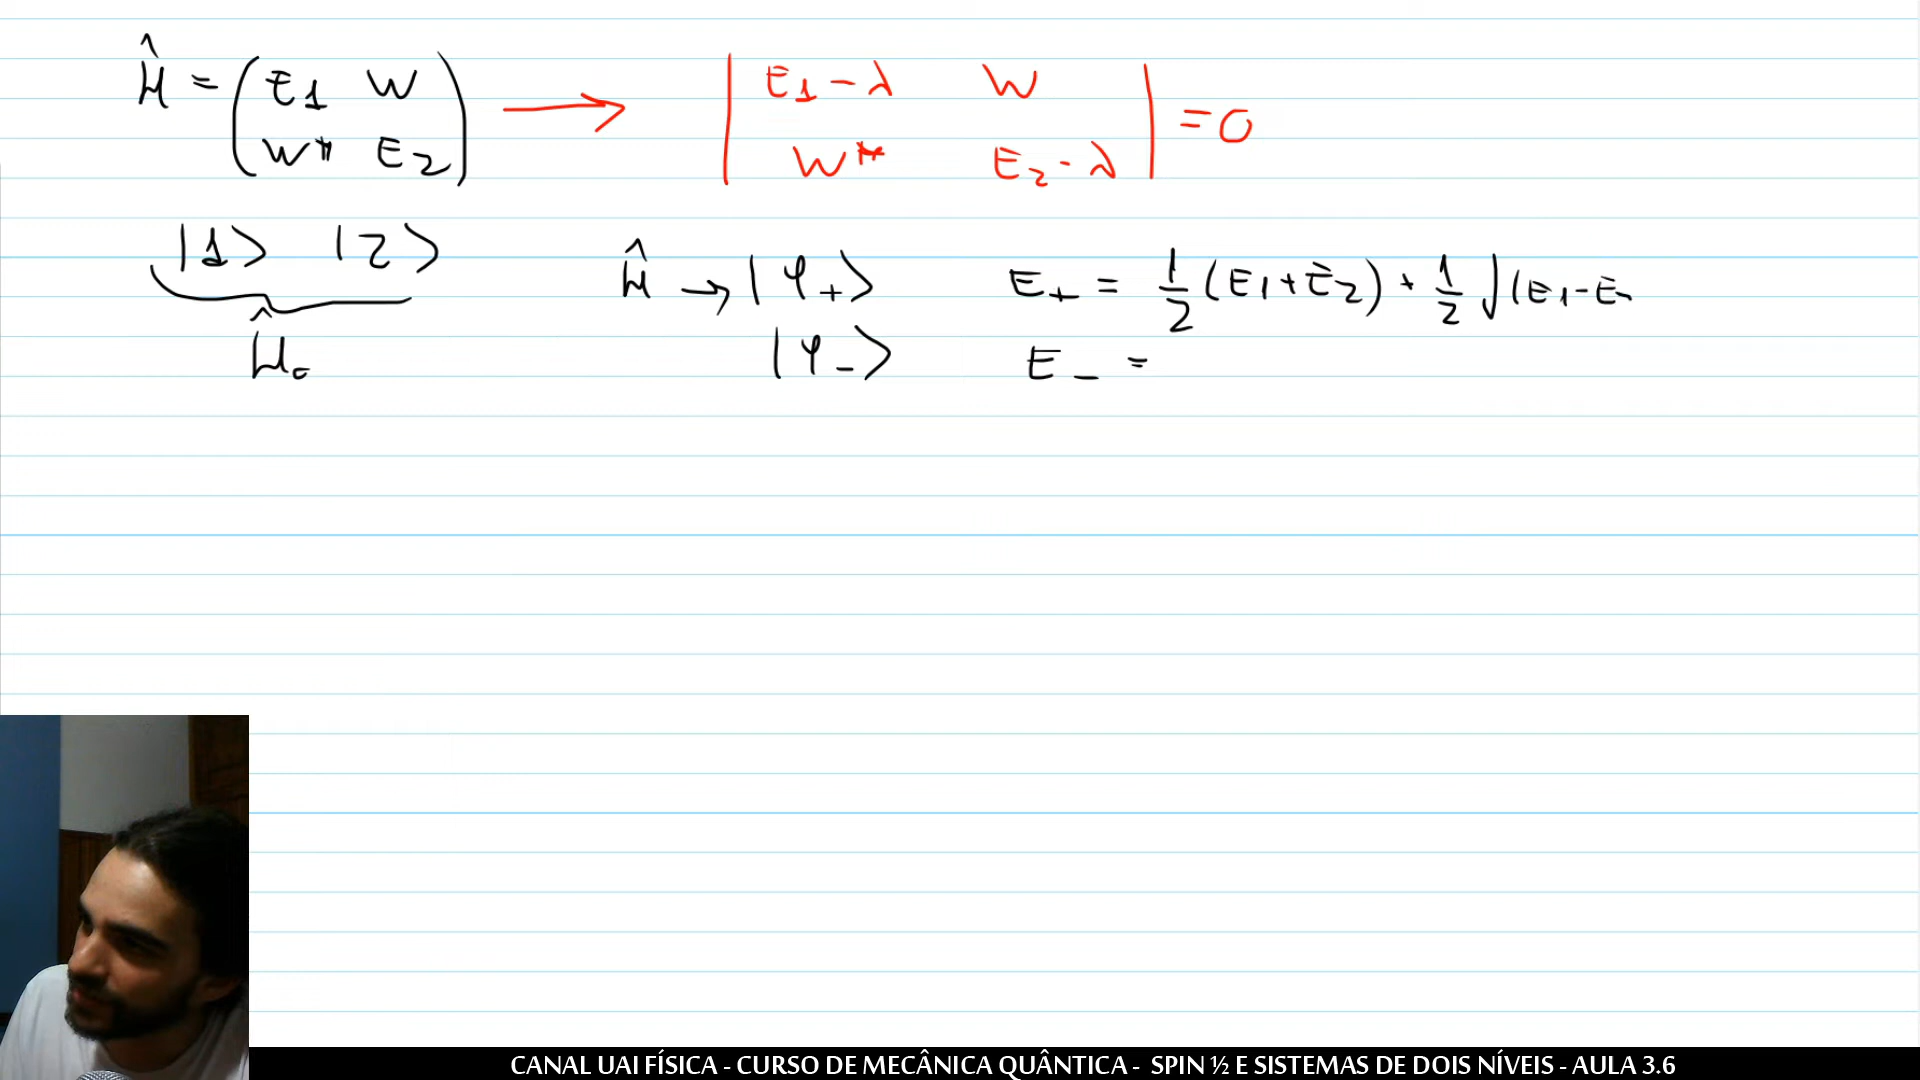 Ĥ = ( E1 W ⟶ | E1 - λ W | = 0
W* E2 ) W* E2 - λ
|1> |2> Ĥ → |φ+> E+ = 1/2 (E1 + E2) + 1/2 √(E1 - E2
Ĥ0 |φ-> E- =
CANAL UAI FÍSICA - CURSO DE MECÂNICA QUÂNTICA - SPIN ½ E SISTEMAS DE DOIS NÍVEIS - AULA 3.6